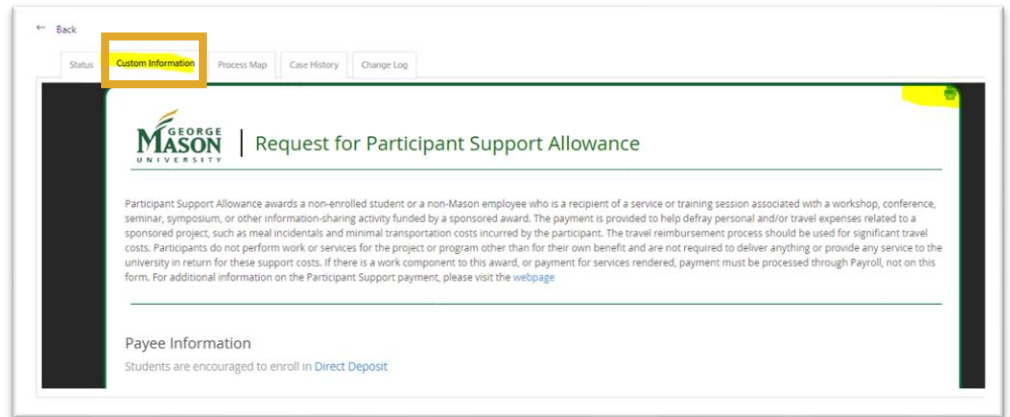 ← Back
Status Custom Information Process Map Case History Change Log
GEORGE
MASON
UNIVERSITY
Request for Participant Support Allowance
Participant Support Allowance awards a non-enrolled student or a non-Mason employee who is a recipient of a service or training session associated with a workshop, conference,
seminar, symposium, or other information-sharing activity funded by a sponsored award. The payment is provided to help defray personal and/or travel expenses related to a
sponsored project, such as meal incidentals and minimal transportation costs incurred by the participant. The travel reimbursement process should be used for significant travel
costs. Participants do not perform work or services for the project or program other than for their own benefit and are not required to deliver anything or provide any service to the
university in return for these support costs. If there is a work component to this award, or payment for services rendered, payment must be processed through Payroll, not on this
form. For additional information on the Participant Support payment, please visit the webpage
Payee Information
Students are encouraged to enroll in Direct Deposit